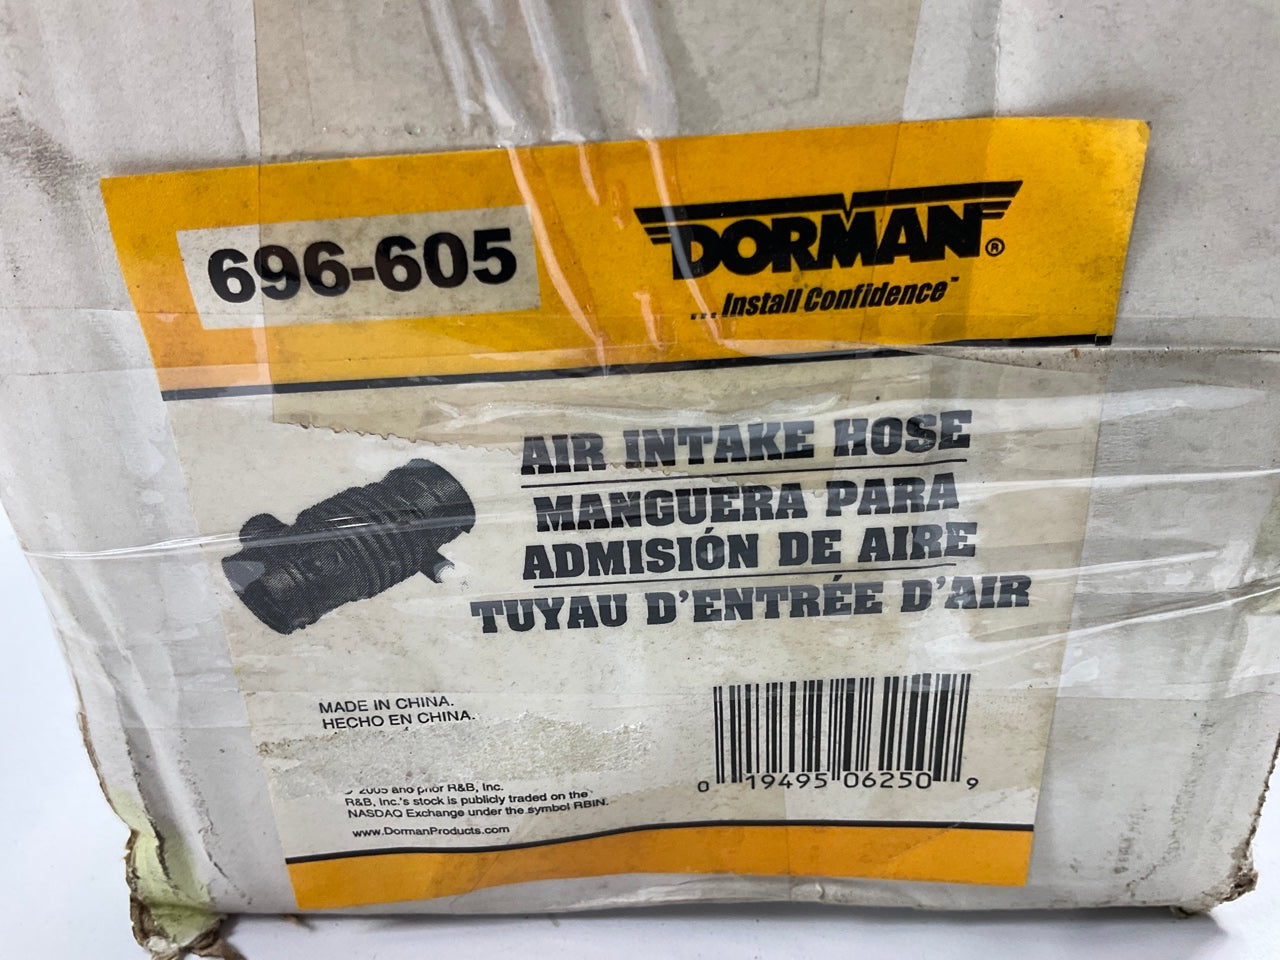 696-605
DORMAN®
...Install Confidence™
AIR INTAKE HOSE
MANGUERA PARA
ADMISIÓN DE AIRE
TUYAU D'ENTRÉE D'AIR
MADE IN CHINA.
HECHO EN CHINA.
2005 and prior R&B, Inc.
R&B, Inc.'s stock is publicly traded on the
NASDAQ Exchange under the symbol RBIN.
www.DormanProducts.com
0 19495 06250 9